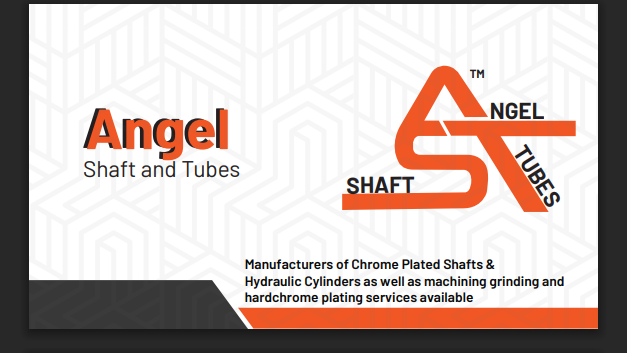 Angel
Shaft and Tubes
TM
ANGEL
SHAFT
TUBES
Manufacturers of Chrome Plated Shafts &
Hydraulic Cylinders as well as machining grinding and
hardchrome plating services available